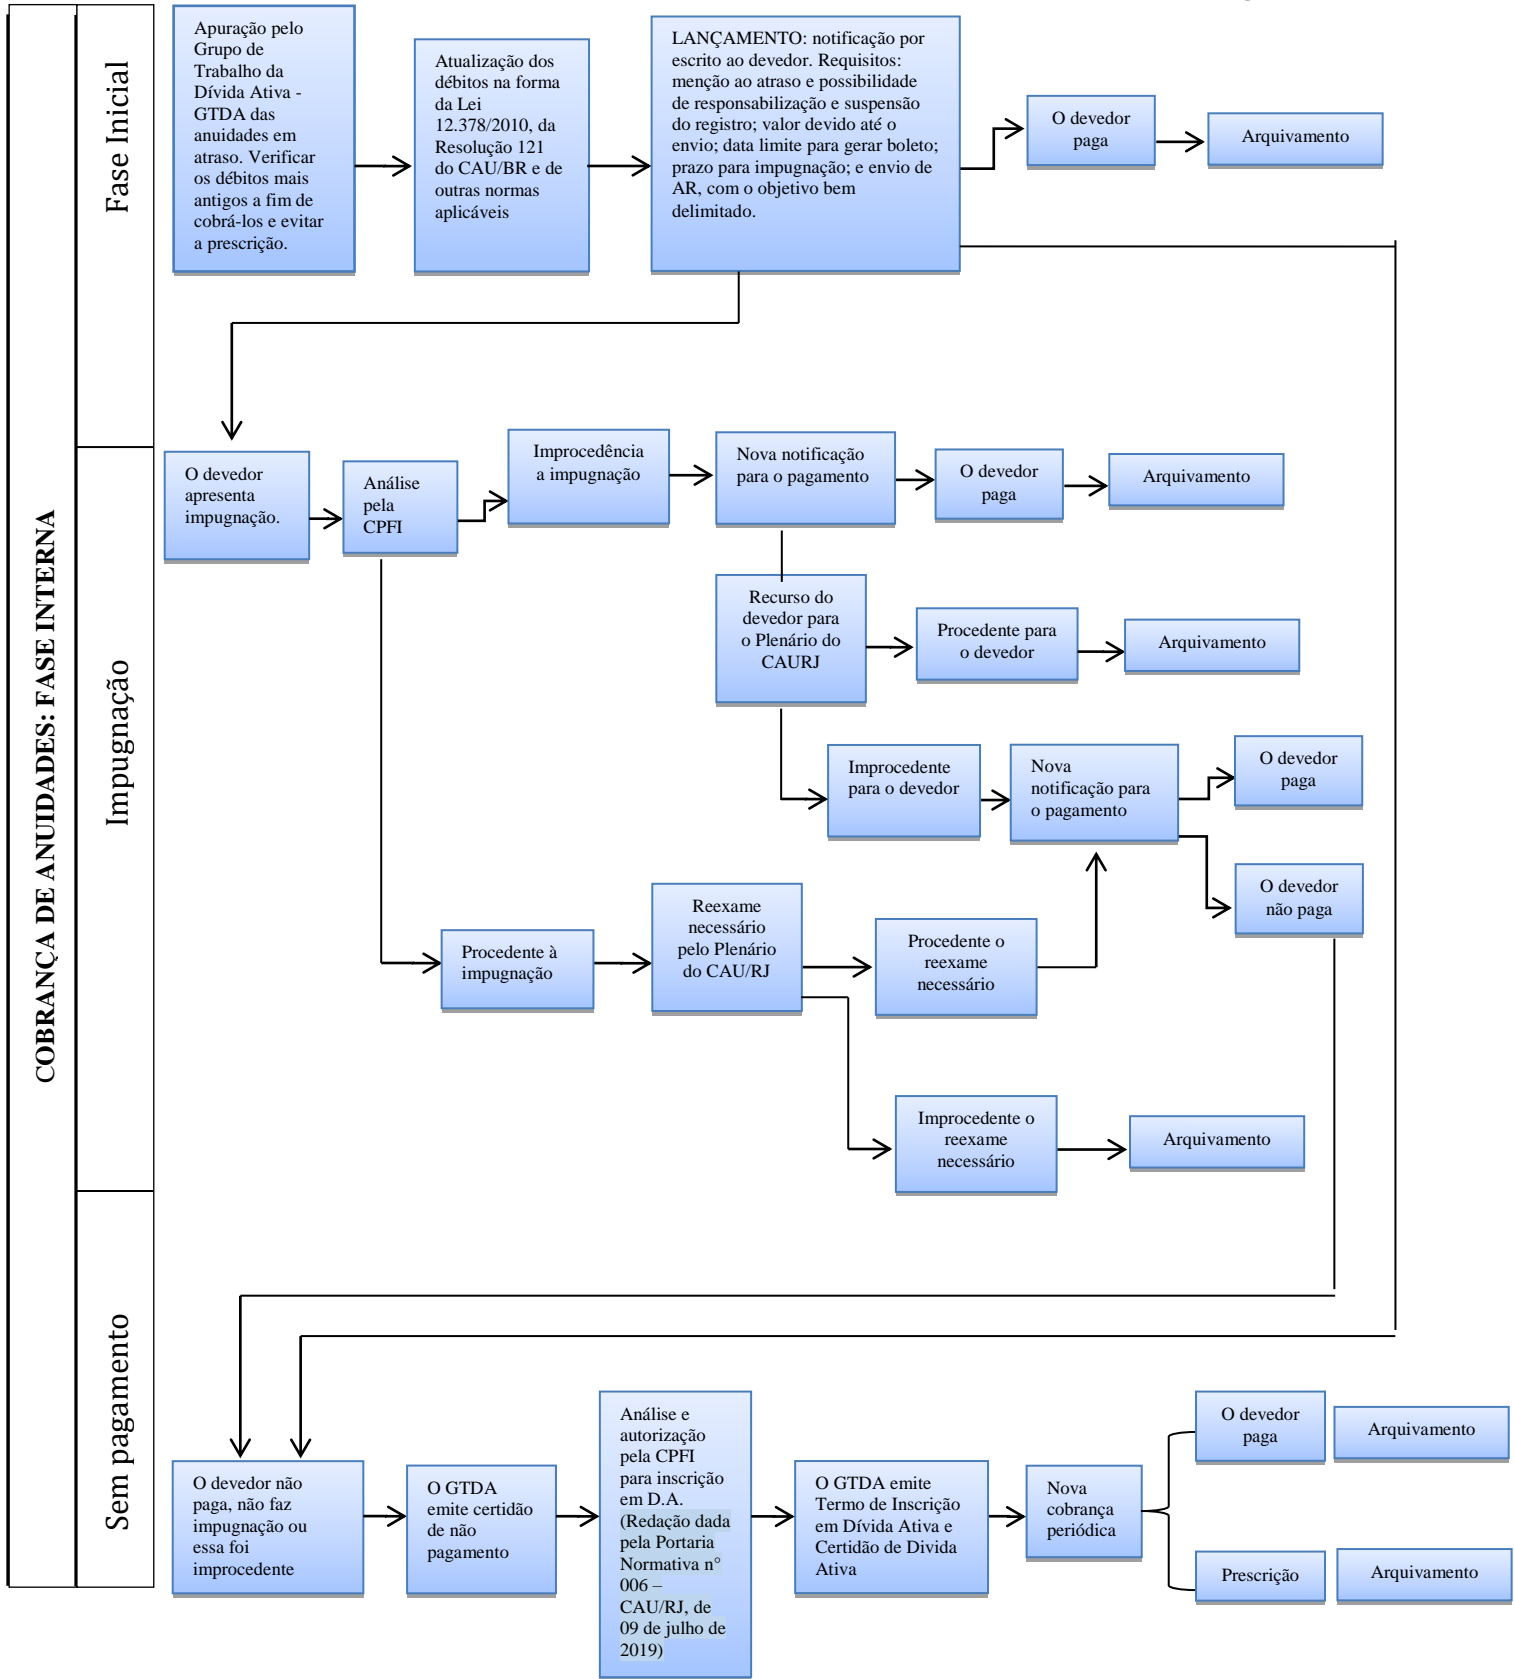 COBRANÇA DE ANUIDADES: FASE INTERNA
Fase Inicial
Apuração pelo
Grupo de
Trabalho da
Dívida Ativa -
GTDA das
anuidades em
atraso. Verificar
os débitos mais
antigos a fim de
cobrá-los e evitar
a prescrição.
Atualização dos
débitos na forma
da Lei
12.378/2010, da
Resolução 121
do CAU/BR e de
outras normas
aplicáveis
LANÇAMENTO: notificação por
escrito ao devedor. Requisitos:
menção ao atraso e possibilidade
de responsabilização e suspensão
do registro; valor devido até o
envio; data limite para gerar boleto;
prazo para impugnação; e envio de
AR, com o objetivo bem
delimitado.
O devedor
paga
Arquivamento
Impugnação
O devedor
apresenta
impugnação.
Análise
pela
CPFI
Improcedência
a impugnação
Nova notificação
para o pagamento
O devedor
paga
Arquivamento
Recurso do
devedor para
o Plenário do
CAURJ
Procedente para
o devedor
Arquivamento
Improcedente
para o devedor
Nova
notificação para
o pagamento
O devedor
paga
O devedor
não paga
Procedente à
impugnação
Reexame
necessário
pelo Plenário
do CAU/RJ
Procedente o
reexame
necessário
Improcedente o
reexame
necessário
Arquivamento
Sem pagamento
O devedor não
paga, não faz
impugnação ou
essa foi
improcedente
O GTDA
emite certidão
de não
pagamento
Análise e
autorização
pela CPFI
para inscrição
em D.A.
(Redação dada
pela Portaria
Normativa n°
006 –
CAU/RJ, de
09 de julho de
2019)
O GTDA emite
Termo de Inscrição
em Dívida Ativa e
Certidão de Divida
Ativa
Nova
cobrança
periódica
O devedor
paga
Arquivamento
Prescrição
Arquivamento